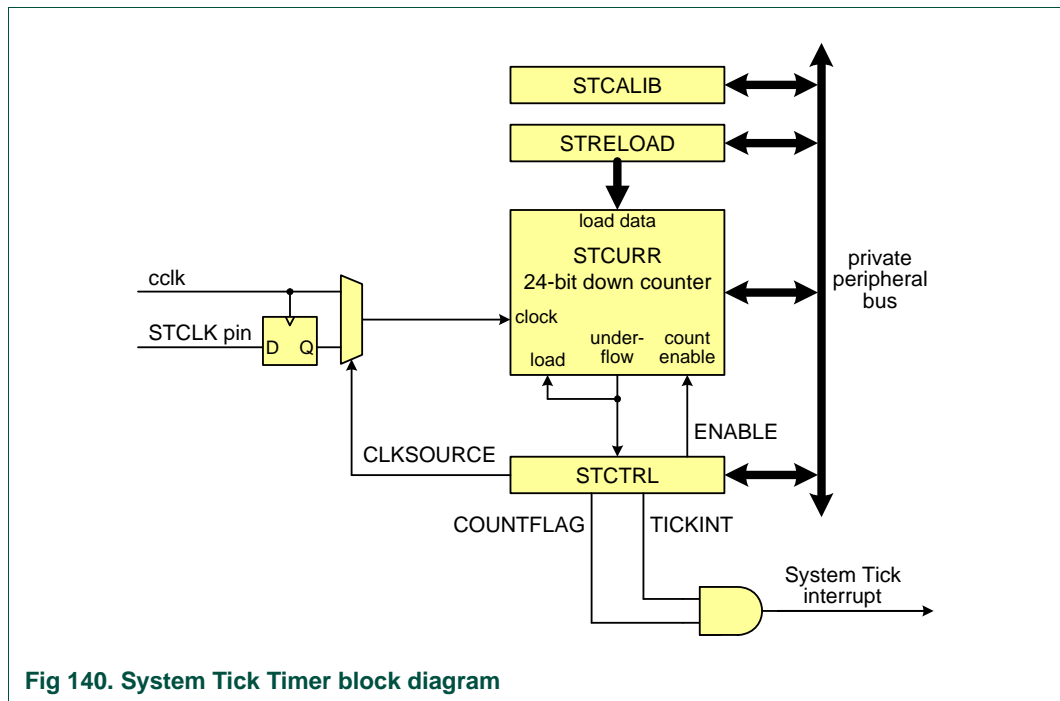 STCALIB
STRELOAD
load data
STCURR
24-bit down counter
private
peripheral
bus
cclk
clock
STCLK pin
D Q
under-
flow
count
enable
load
ENABLE
CLKSOURCE
STCTRL
COUNTFLAG
TICKINT
System Tick
interrupt
Fig 140. System Tick Timer block diagram